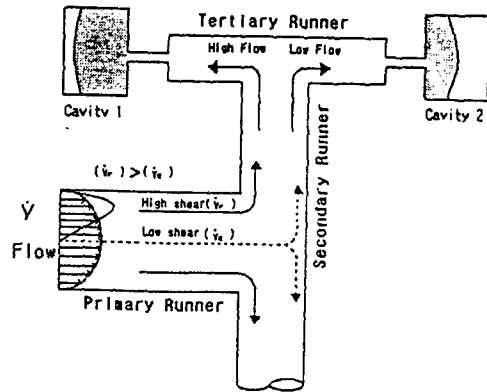 Tertiary Runner
High Flow
Low Flow
Cavity 1
Cavity 2
(γ̇r) > (γ̇c)
High shear(γ̇r)
Low shear(γ̇c)
γ̇
Flow
Secondary Runner
Primary Runner